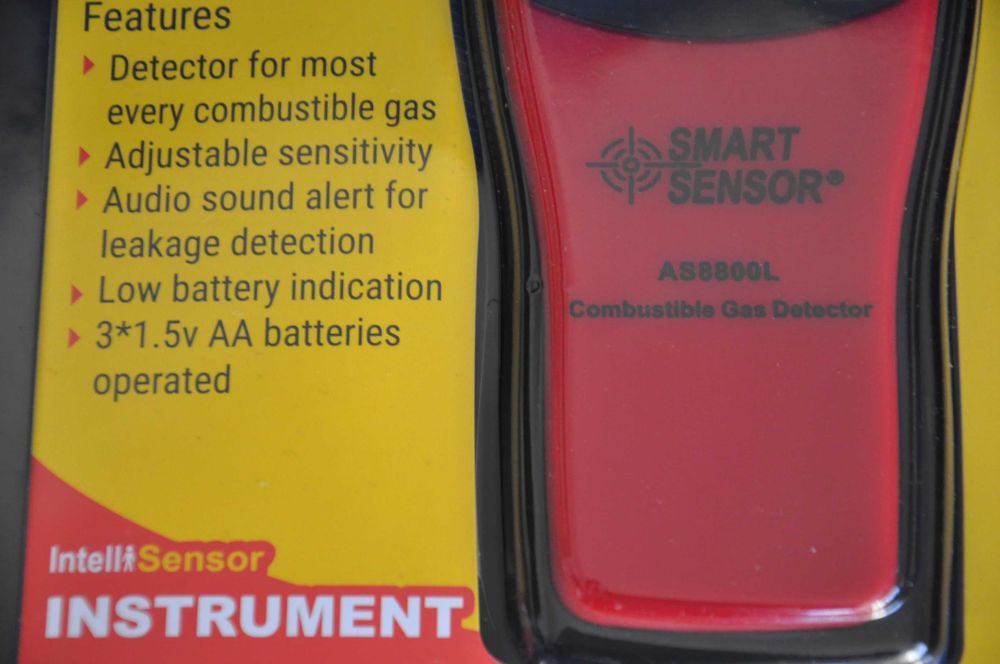 Features
Detector for most
every combustible gas
Adjustable sensitivity
Audio sound alert for
leakage detection
Low battery indication
3*1.5v AA batteries
operated
IntelliSensor
INSTRUMENT
SMART
SENSOR®
AS8800L
Combustible Gas Detector